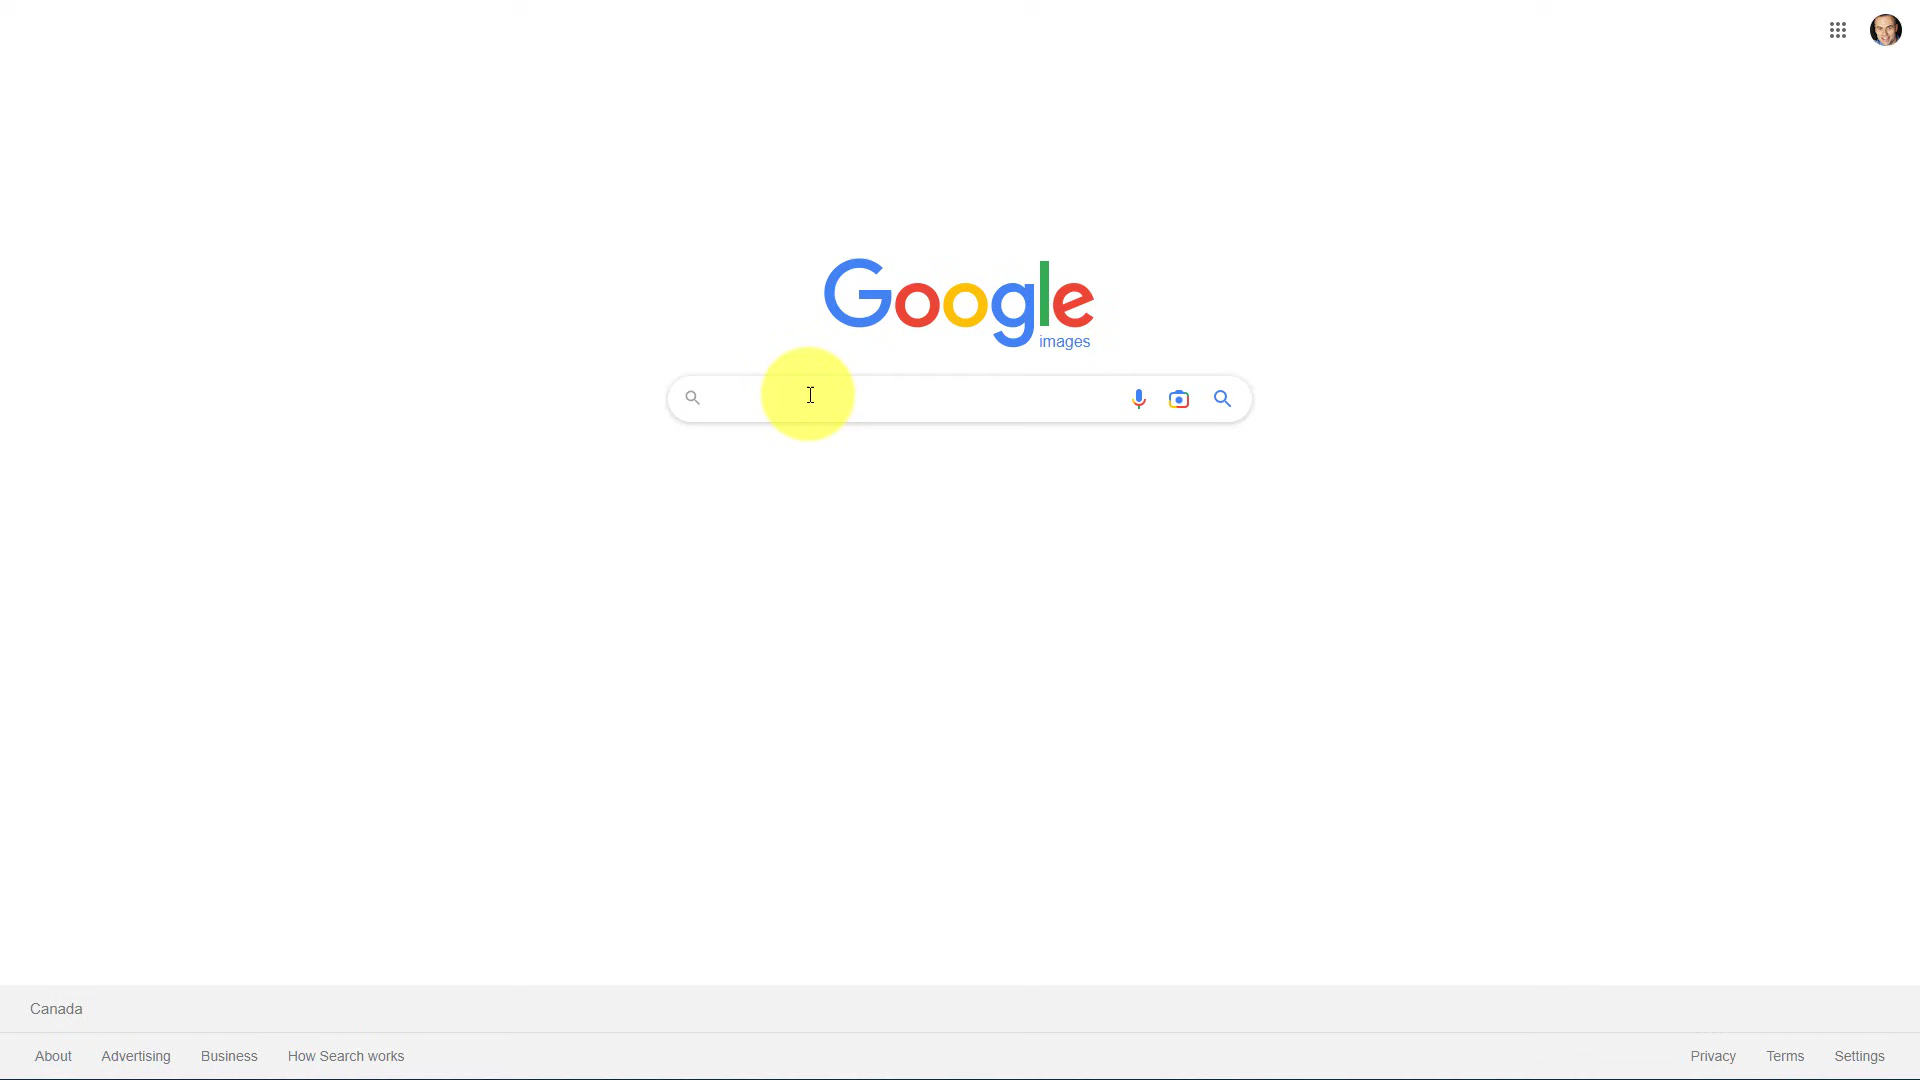 Google
images
Canada
About Advertising Business How Search works Privacy Terms Settings